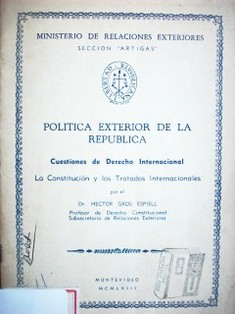 MINISTERIO DE RELACIONES EXTERIORES
SECCION "ARTIGAS"
POLITICA EXTERIOR DE LA
REPUBLICA
Cuestiones de Derecho Internacional
La Constitución y los Tratados Internacionales
por el
Dr. HECTOR GROS ESPIELL
Profesor de Derecho Constitucional
Subsecretario de Relaciones Exteriores
MONTEVIDEO
MCMLXIII